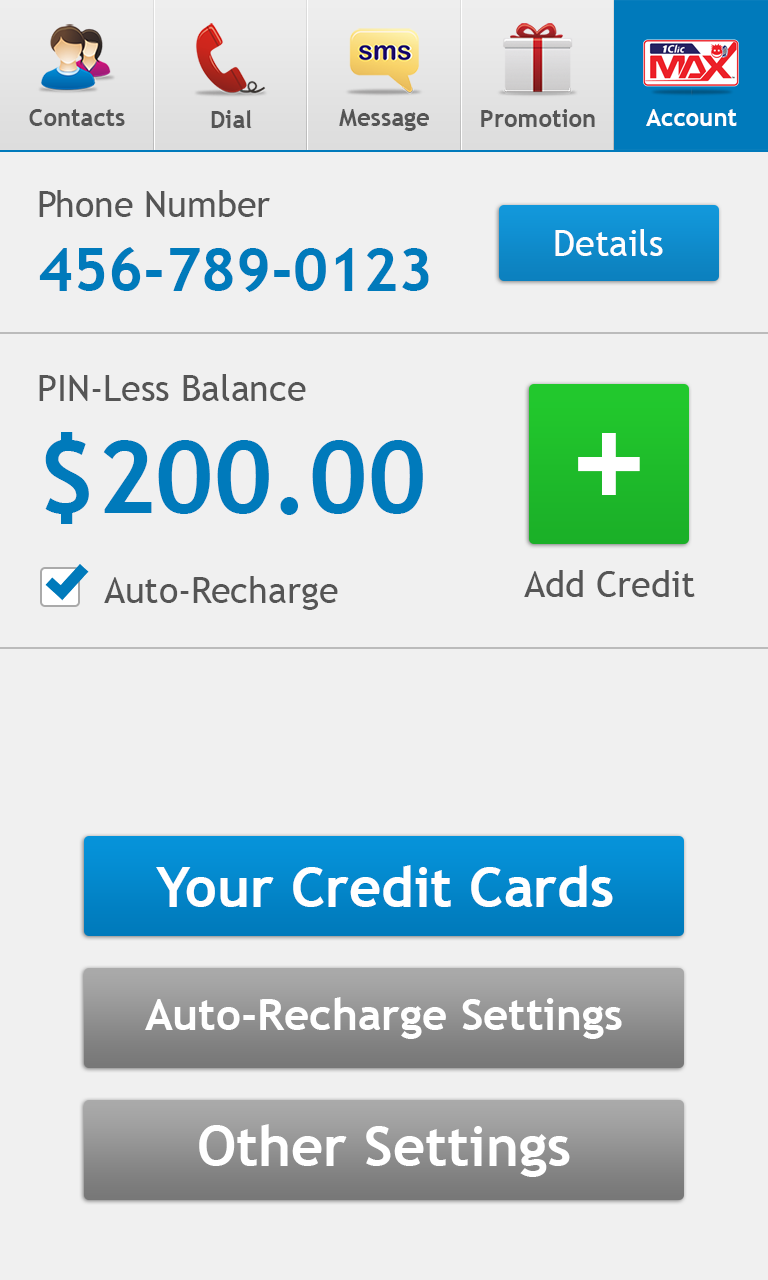 Contacts
Dial
sms
Message
Promotion
1Clic
MAX
Account
Phone Number
456-789-0123
Details
PIN-Less Balance
$200.00
Auto-Recharge
+
Add Credit
Your Credit Cards
Auto-Recharge Settings
Other Settings